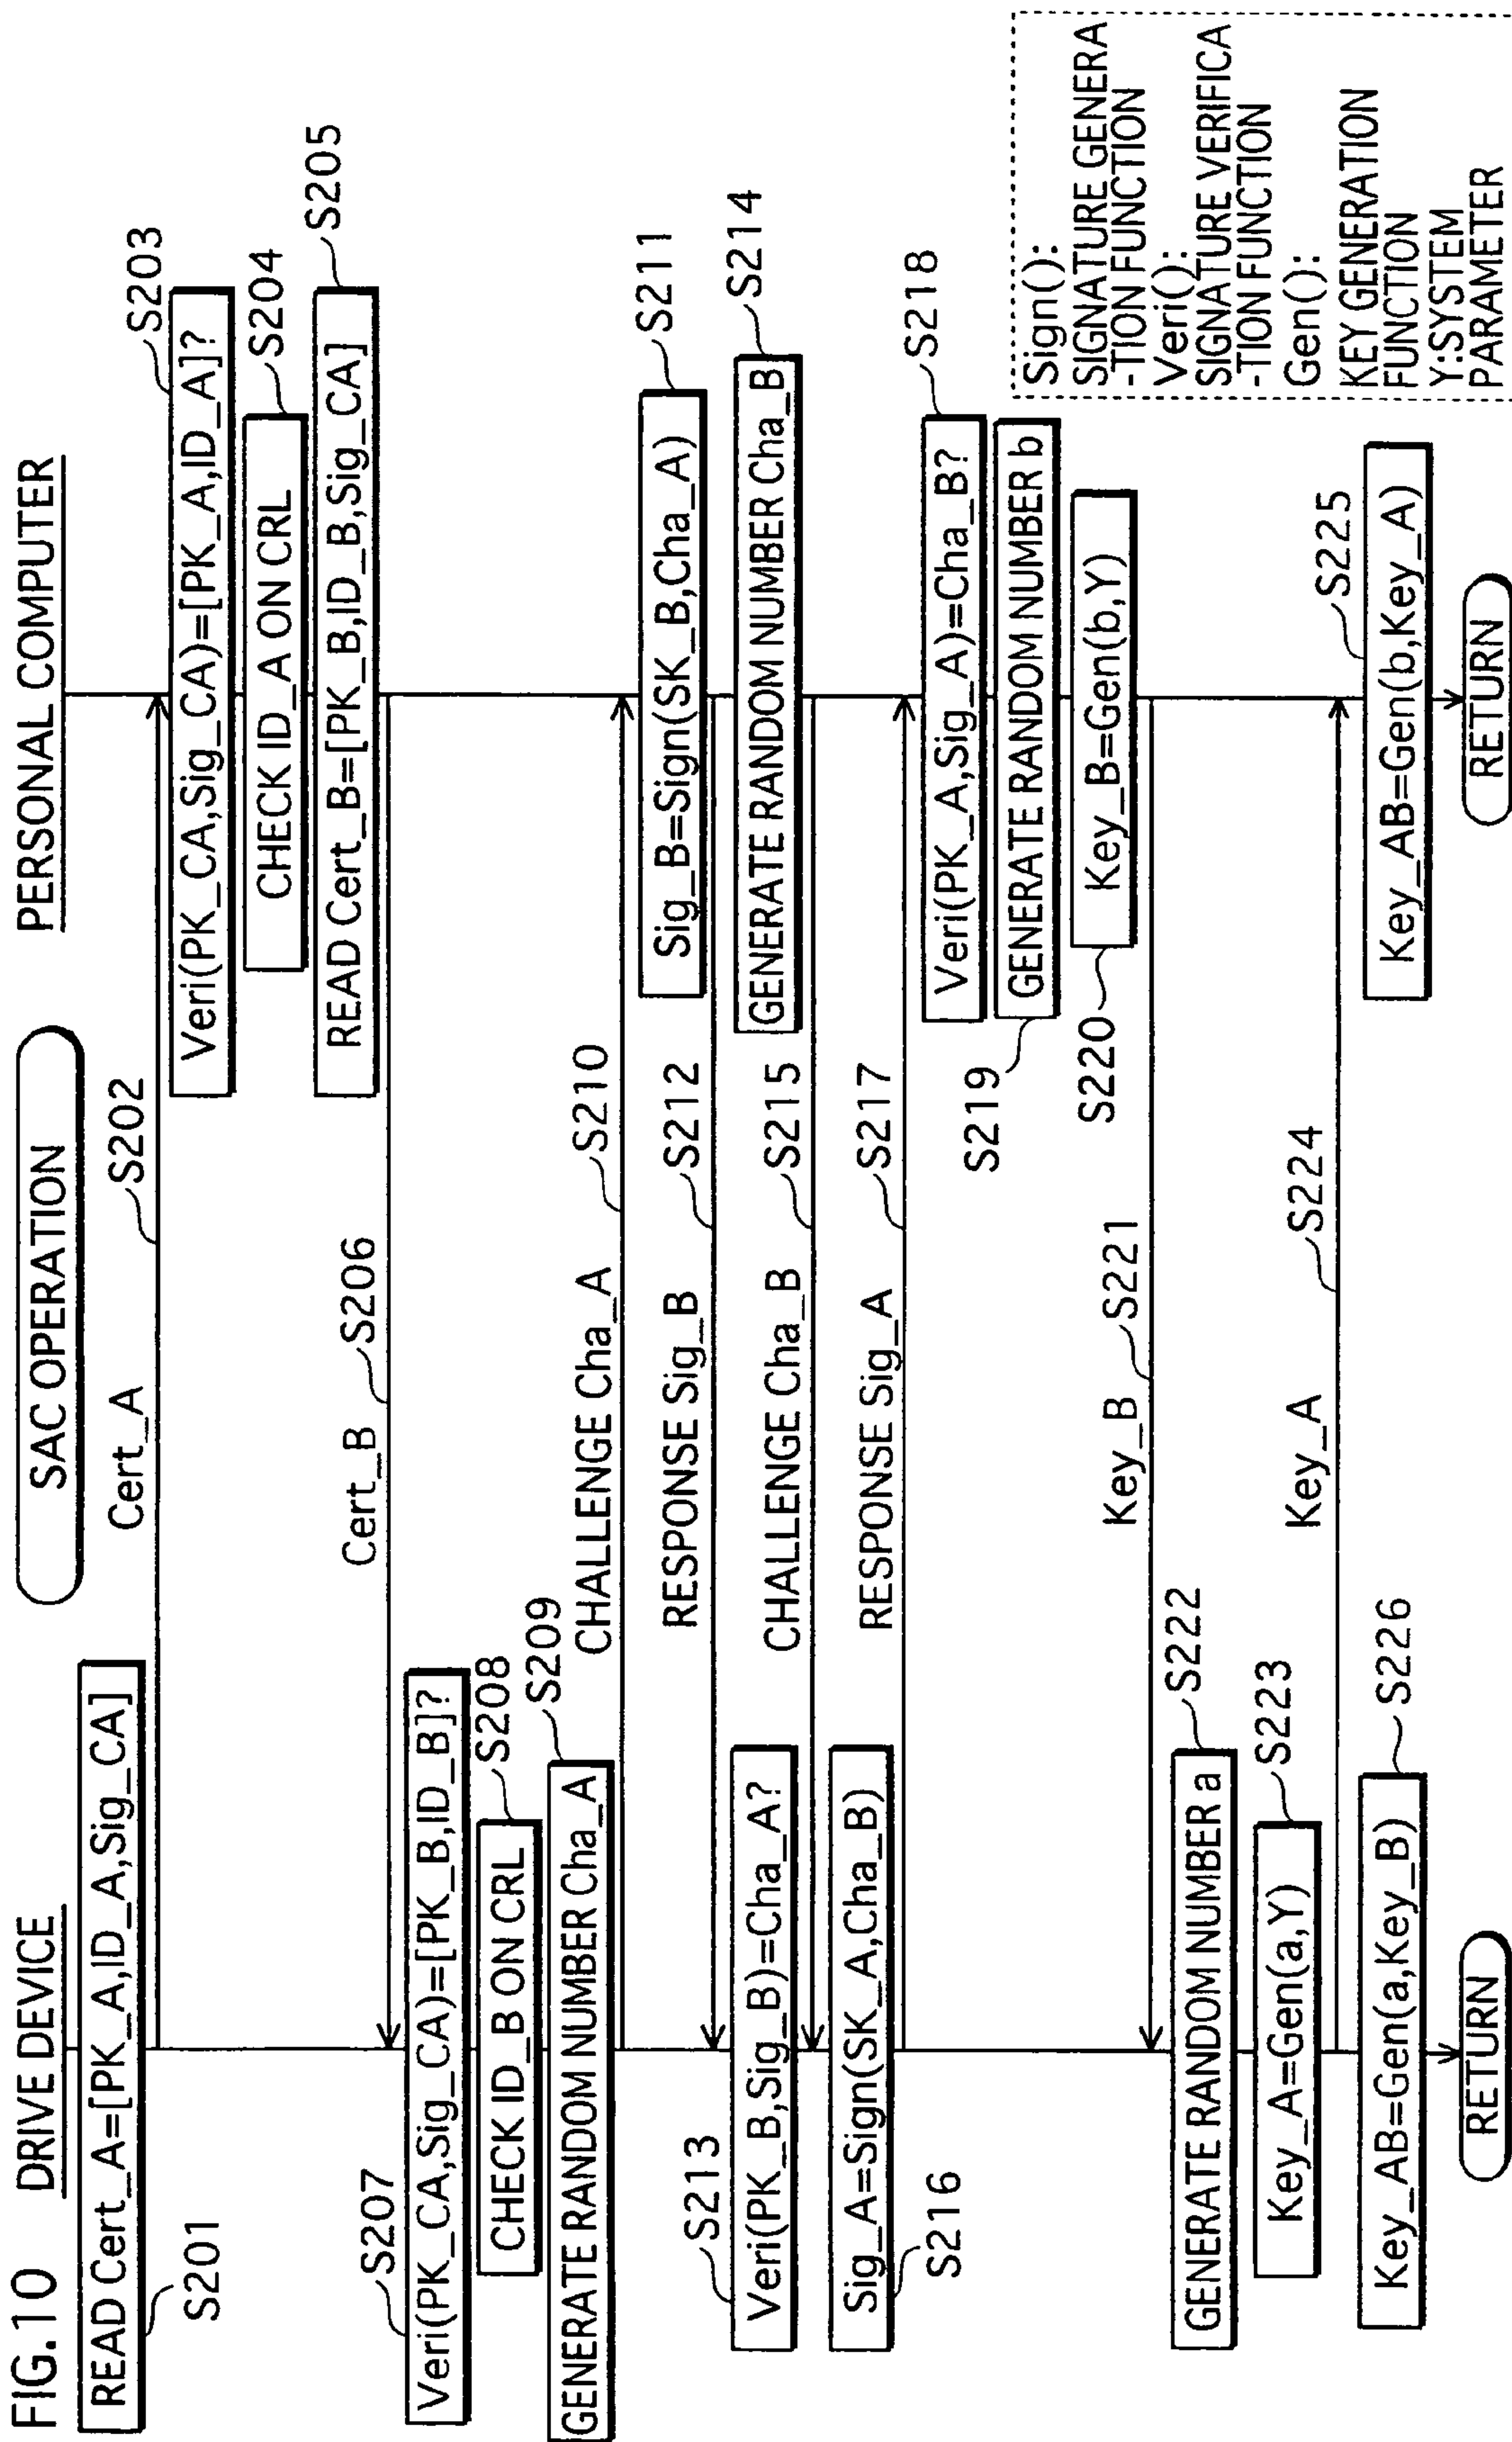 FIG.10
DRIVE DEVICE
SAC OPERATION
PERSONAL COMPUTER
READ Cert_A=[PK_A,ID_A,Sig_CA]
S201
Cert_A
S202
Veri(PK_CA,Sig_CA)=[PK_A,ID_A]?
S203
CHECK ID_A ON CRL
S204
READ Cert_B=[PK_B,ID_B,Sig_CA]
S205
Cert_B
S206
S207
Veri(PK_CA,Sig_CA)=[PK_B,ID_B]?
CHECK ID_B ON CRL
S208
GENERATE RANDOM NUMBER Cha_A
S209
CHALLENGE Cha_A
S210
Sig_B=Sign(SK_B,Cha_A)
S211
RESPONSE Sig_B
S212
S213
Veri(PK_B,Sig_B)=Cha_A?
GENERATE RANDOM NUMBER Cha_B
S214
CHALLENGE Cha_B
S215
Sig_A=Sign(SK_A,Cha_B)
S216
RESPONSE Sig_A
S217
Veri(PK_A,Sig_A)=Cha_B?
S218
GENERATE RANDOM NUMBER b
S219
Key_B=Gen(b,Y)
S220
Key_B
S221
GENERATE RANDOM NUMBER a
S222
Key_A=Gen(a,Y)
S223
Key_A
S224
Key_AB=Gen(b,Key_A)
S225
Key_AB=Gen(a,Key_B)
S226
RETURN
RETURN
Sign():
SIGNATURE GENERA
-TION FUNCTION
Veri():
SIGNATURE VERIFICA
-TION FUNCTION
Gen():
KEY GENERATION
FUNCTION
Y:SYSTEM
PARAMETER